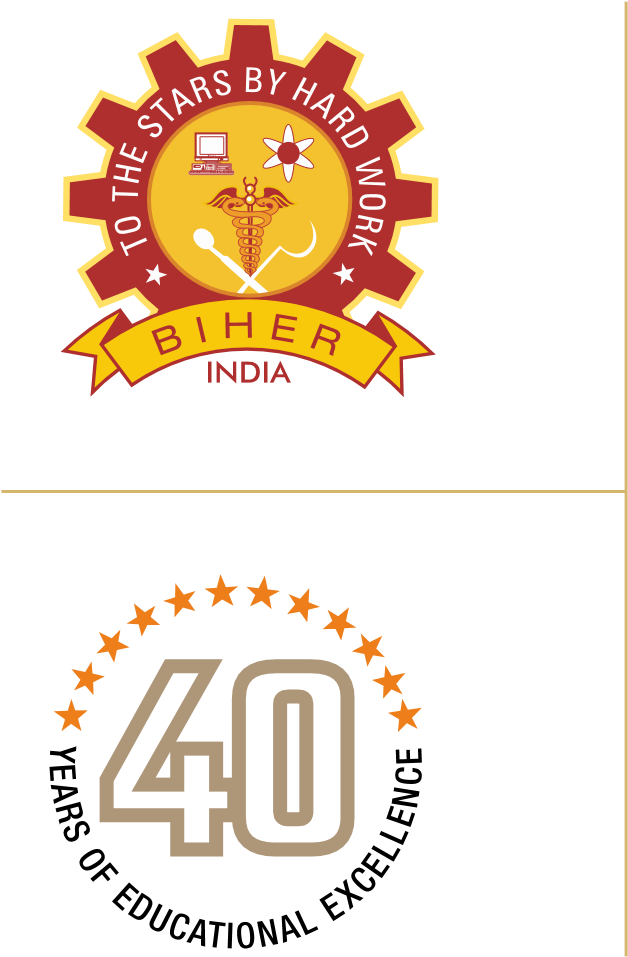 TO THE STARS BY HARD WORK
BIHER
INDIA
40
YEARS OF EDUCATIONAL EXCELLENCE